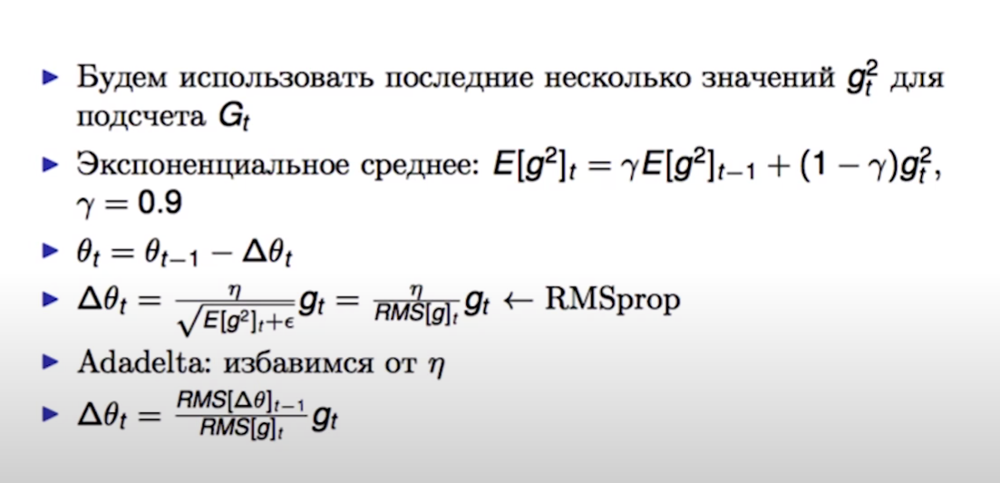 ▶ Будем использовать последние несколько значений $g_t^2$ для
подсчета $G_t$
▶ Экспоненциальное среднее: $E[g^2]_t = \gamma E[g^2]_{t-1} + (1 - \gamma)g_t^2$,
$\gamma = 0.9$
▶ $\theta_t = \theta_{t-1} - \Delta\theta_t$
▶ $\Delta\theta_t = \frac{\eta}{\sqrt{E[g^2]_t+\epsilon}} g_t = \frac{\eta}{RMS[g]_t} g_t \leftarrow$ RMSprop
▶ Adadelta: избавимся от $\eta$
▶ $\Delta\theta_t = \frac{RMS[\Delta\theta]_{t-1}}{RMS[g]_t} g_t$